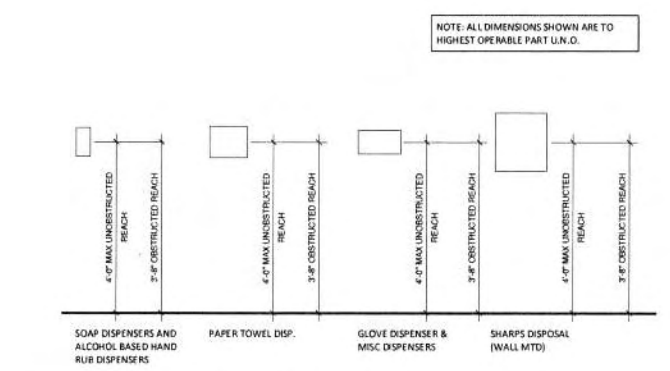 NOTE: ALL DIMENSIONS SHOWN ARE TO
HIGHEST OPERABLE PART U.N.O.
4'-0" MAX UNOBSTRUCTED
REACH
3'-8" OBSTRUCTED REACH
4'-0" MAX UNOBSTRUCTED
REACH
3'-8" OBSTRUCTED REACH
4'-0" MAX UNOBSTRUCTED
REACH
3'-8" OBSTRUCTED REACH
4'-0" MAX UNOBSTRUCTED
REACH
3'-8" OBSTRUCTED REACH
SOAP DISPENSERS AND
ALCOHOL BASED HAND
RUB DISPENSERS
PAPER TOWEL DISP.
GLOVE DISPENSER &
MISC DISPENSERS
SHARPS DISPOSAL
(WALL MTD)